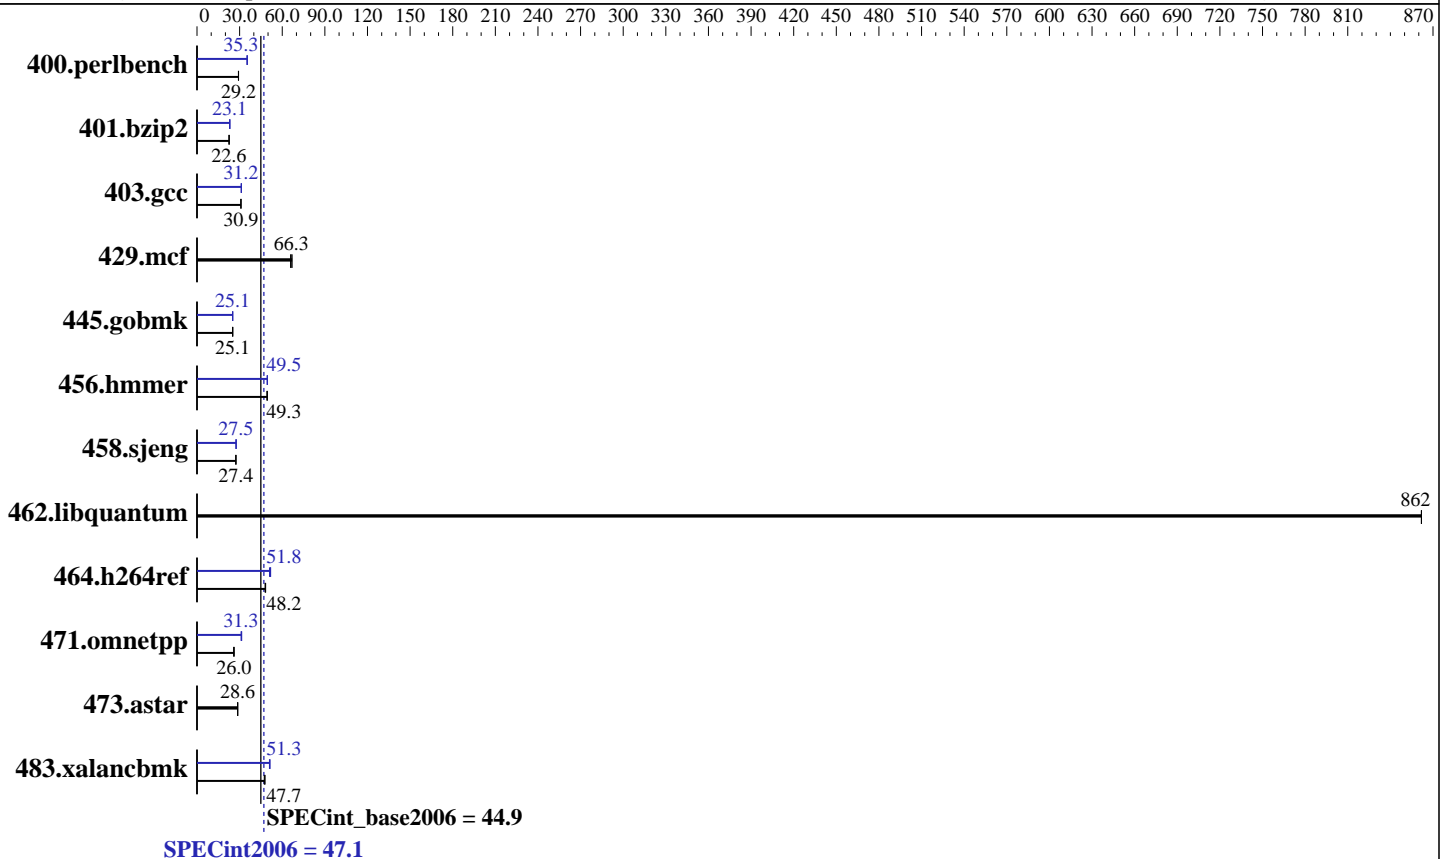 0 30.0 60.0 90.0 120 150 180 210 240 270 300 330 360 390 420 450 480 510 540 570 600 630 660 690 720 750 780 810 870
35.3
400.perlbench
29.2
23.1
401.bzip2
22.6
31.2
403.gcc
30.9
66.3
429.mcf
25.1
445.gobmk
25.1
49.5
456.hmmer
49.3
27.5
458.sjeng
27.4
862
462.libquantum
51.8
464.h264ref
48.2
31.3
471.omnetpp
26.0
28.6
473.astar
51.3
483.xalancbmk
47.7
SPECint_base2006 = 44.9
SPECint2006 = 47.1